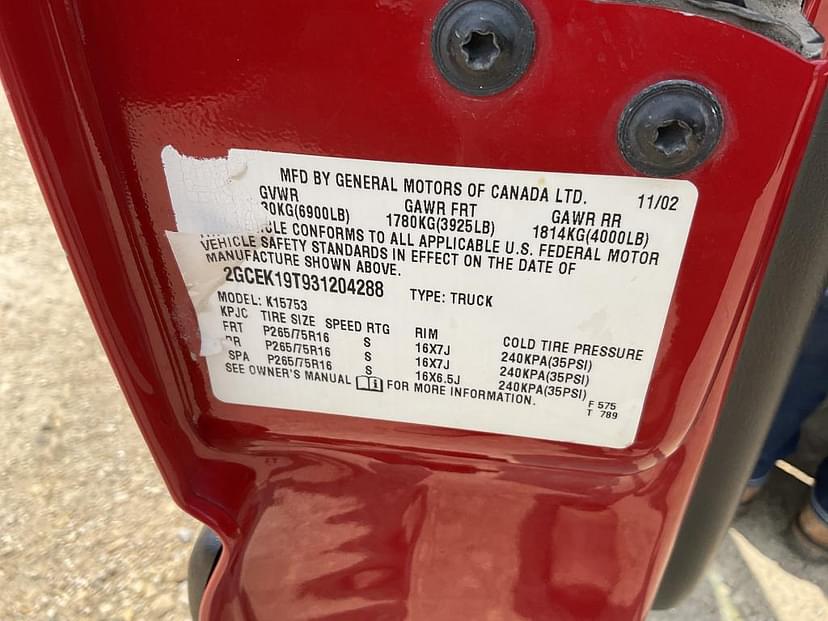 MFD BY GENERAL MOTORS OF CANADA LTD. 11/02
GVWR GAWR FRT GAWR RR
30KG(6900LB) 1780KG(3925LB) 1814KG(4000LB)
CONFORMS TO ALL APPLICABLE U.S. FEDERAL MOTOR
VEHICLE SAFETY STANDARDS IN EFFECT ON THE DATE OF
MANUFACTURE SHOWN ABOVE.
2GCEK19T931204288 TYPE: TRUCK
MODEL: K15753
KPJC TIRE SIZE SPEED RTG RIM COLD TIRE PRESSURE
FRT P265/75R16 S 16X7J 240KPA(35PSI)
RR P265/75R16 S 16X7J 240KPA(35PSI)
SPA P265/75R16 S 16X6.5J 240KPA(35PSI)
SEE OWNER'S MANUAL FOR MORE INFORMATION.
F 575
T 789